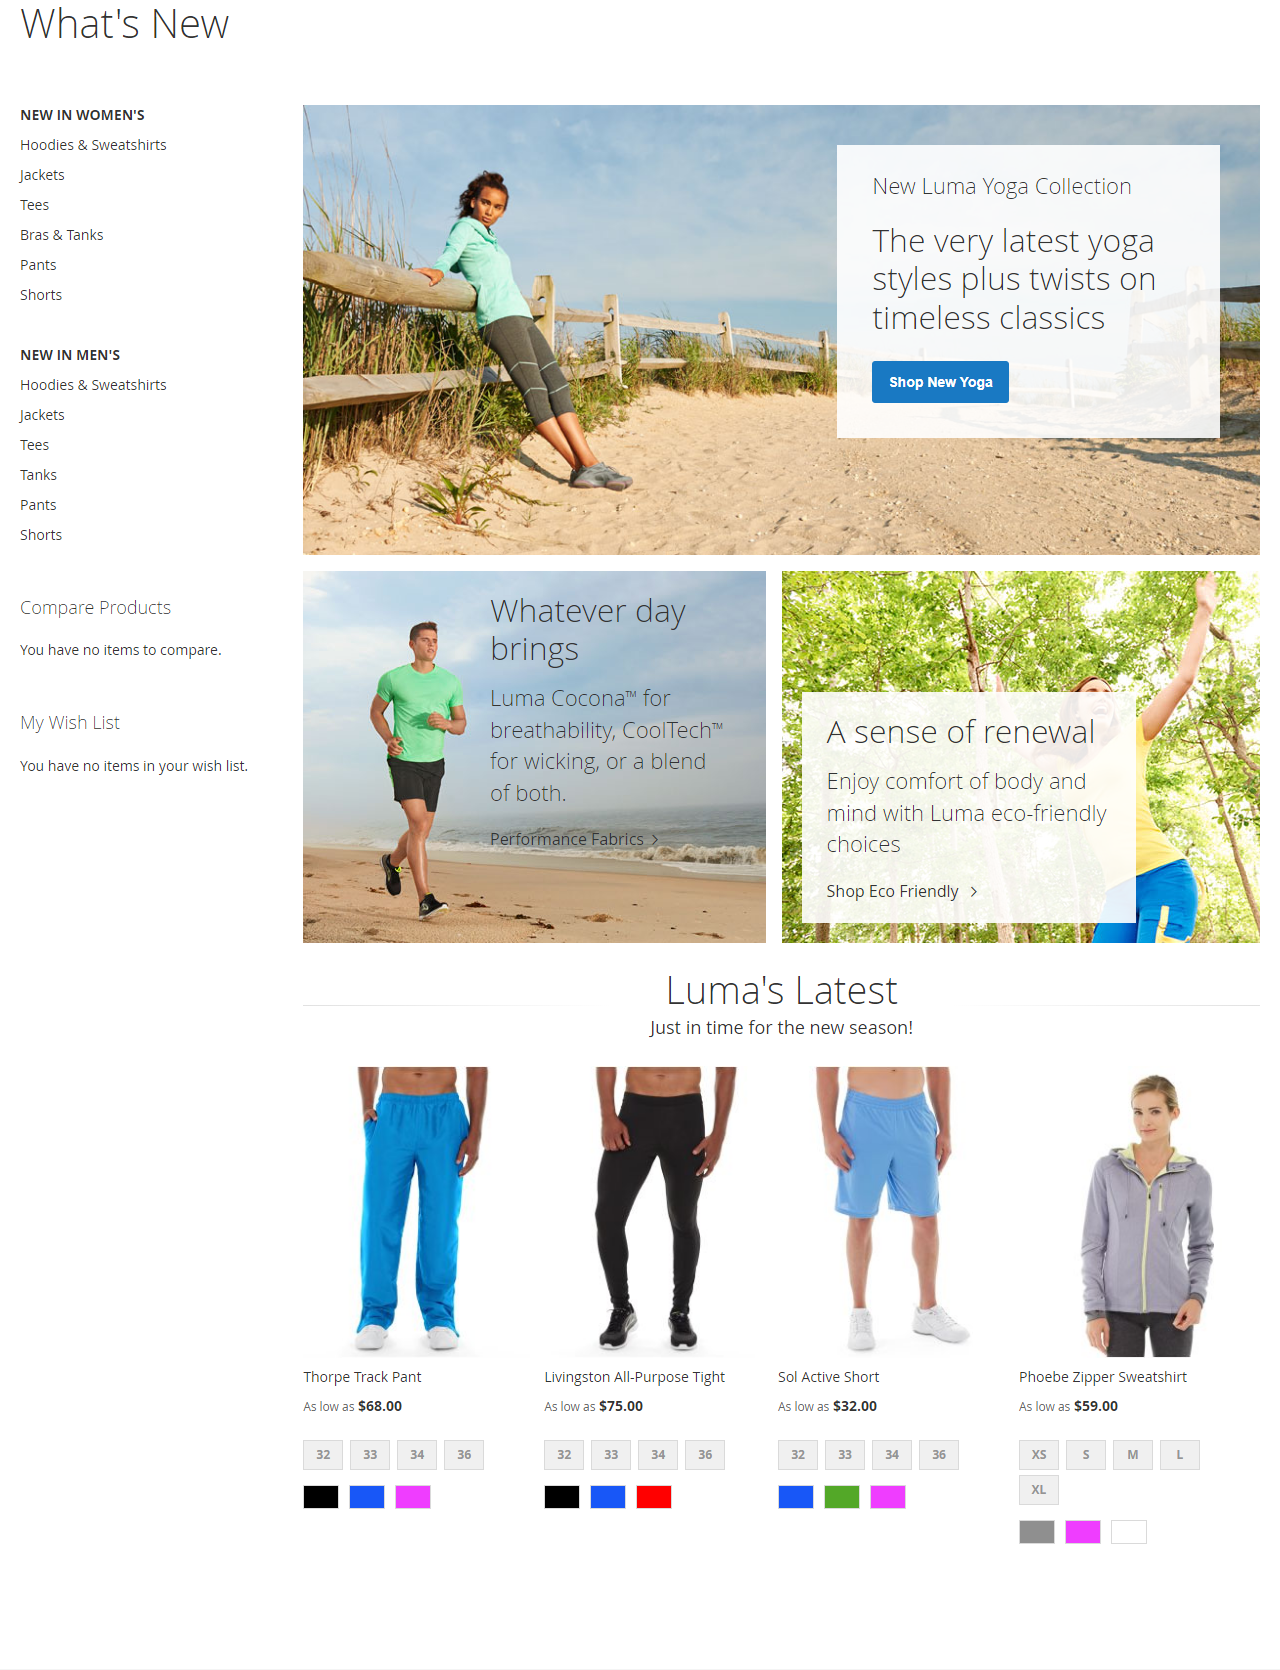 What's New
NEW IN WOMEN'S
Hoodies & Sweatshirts
Jackets
Tees
Bras & Tanks
Pants
Shorts
NEW IN MEN'S
Hoodies & Sweatshirts
Jackets
Tees
Tanks
Pants
Shorts
Compare Products
You have no items to compare.
My Wish List
You have no items in your wish list.
New Luma Yoga Collection
The very latest yoga
styles plus twists on
timeless classics
Shop New Yoga
Whatever day
brings
Luma Cocona™ for
breathability, CoolTech™
for wicking, or a blend
of both.
Performance Fabrics >
A sense of renewal
Enjoy comfort of body and
mind with Luma eco-friendly
choices
Shop Eco Friendly >
Luma's Latest
Just in time for the new season!
Thorpe Track Pant
As low as $68.00
32 33 34 36
Livingston All-Purpose Tight
As low as $75.00
32 33 34 36
Sol Active Short
As low as $32.00
32 33 34 36
Phoebe Zipper Sweatshirt
As low as $59.00
XS S M L
XL